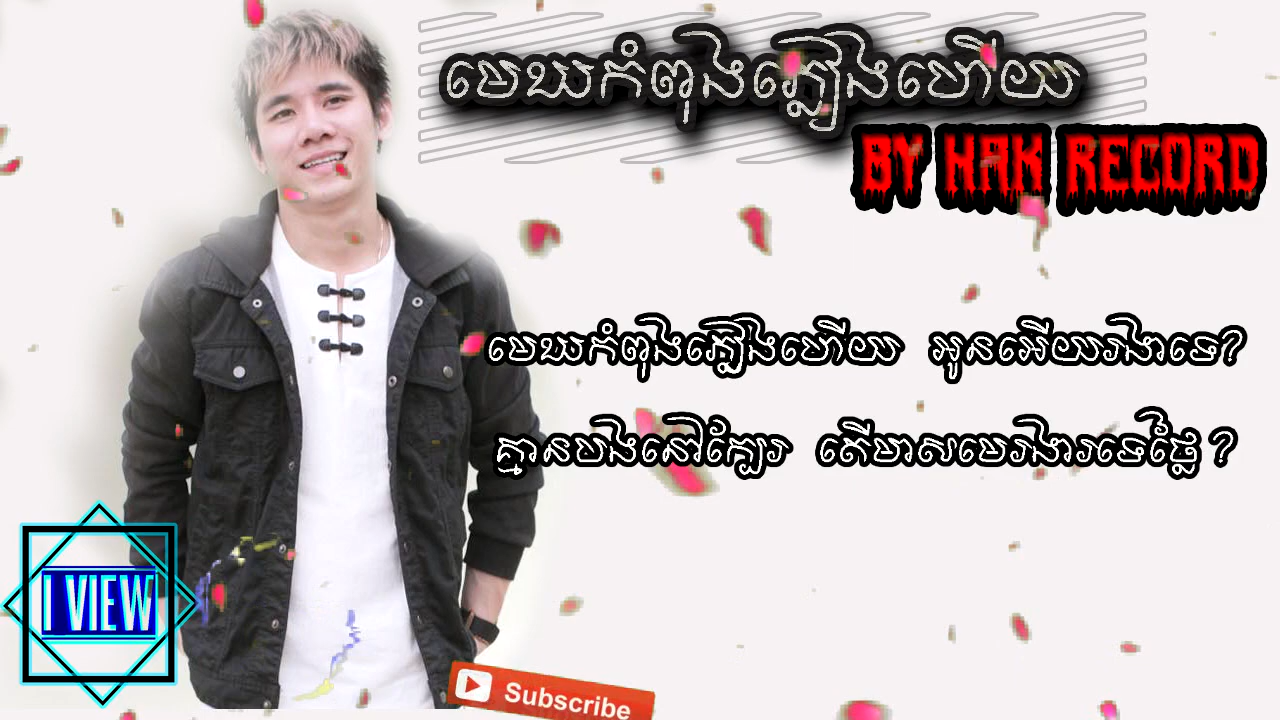 មេឃកំពុងភ្លៀងហើយ
BY HAK RECORD
មេឃកំពុងភ្លៀងហើយ អូនអើយរងាទេ?
គ្មានបងនៅក្បែរ តើមាសមេរងារទេថ្លៃ ?
I VIEW
Subscribe